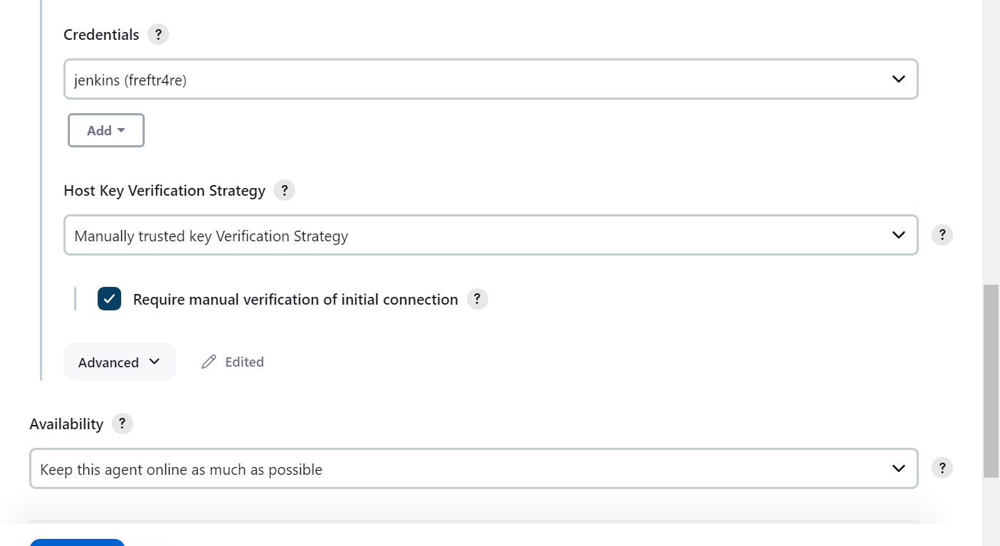 Credentials ?
jenkins (freftr4re)
Add
Host Key Verification Strategy ?
Manually trusted key Verification Strategy
?
Require manual verification of initial connection ?
Advanced
Edited
Availability ?
Keep this agent online as much as possible
?